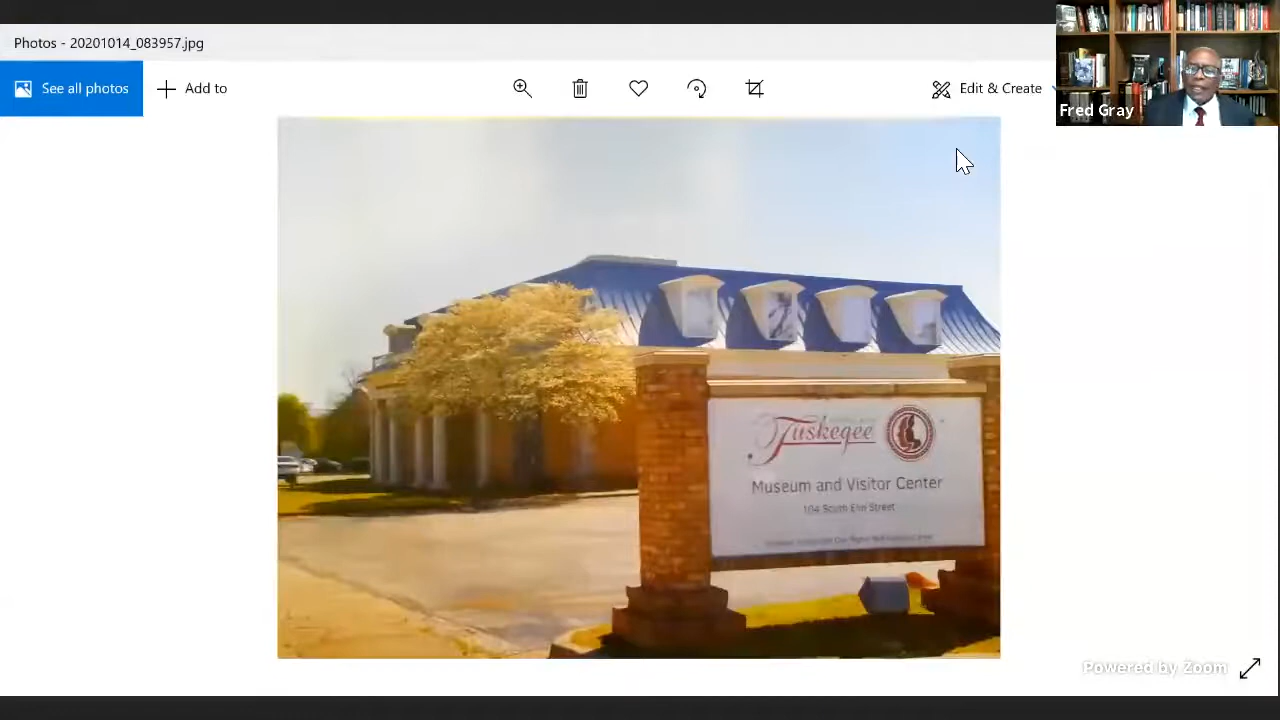 Photos - 20201014_083957.jpg
See all photos
Add to
Edit & Create
Fred Gray
Tuskegee
Museum and Visitor Center
104 South Elm Street
Powered by Zoom